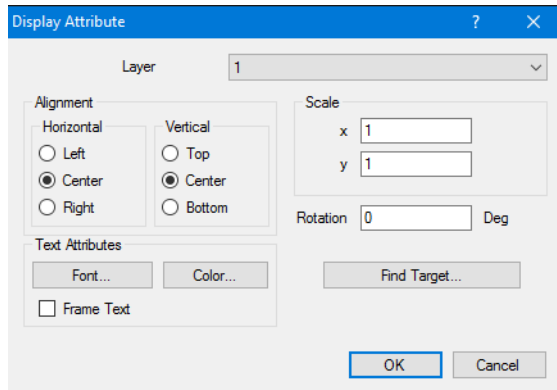 Display Attribute ? X
Layer 1
Alignment
Horizontal
Left
Center
Right
Vertical
Top
Center
Bottom
Scale
x 1
y 1
Rotation 0 Deg
Text Attributes
Font... Color...
Frame Text
Find Target...
OK Cancel